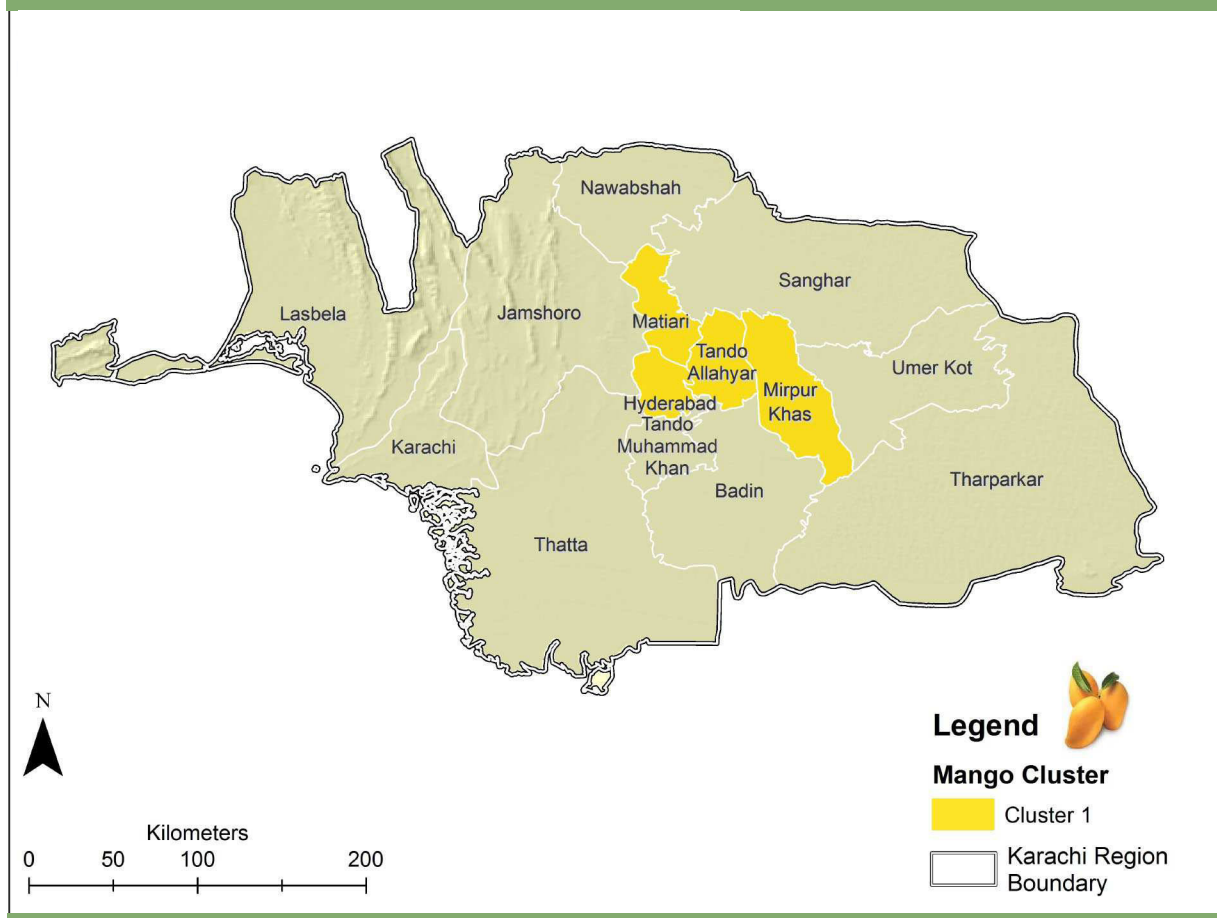 Nawabshah
Sanghar
Lasbela
Jamshoro
Matiari
Tando
Allahyar
Umer Kot
Mirpur
Khas
Hyderabad
Tando
Muhammad
Khan
Karachi
Badin
Tharparkar
Thatta
N
Legend
Mango Cluster
Cluster 1
Karachi Region
Boundary
Kilometers
0 50 100 200